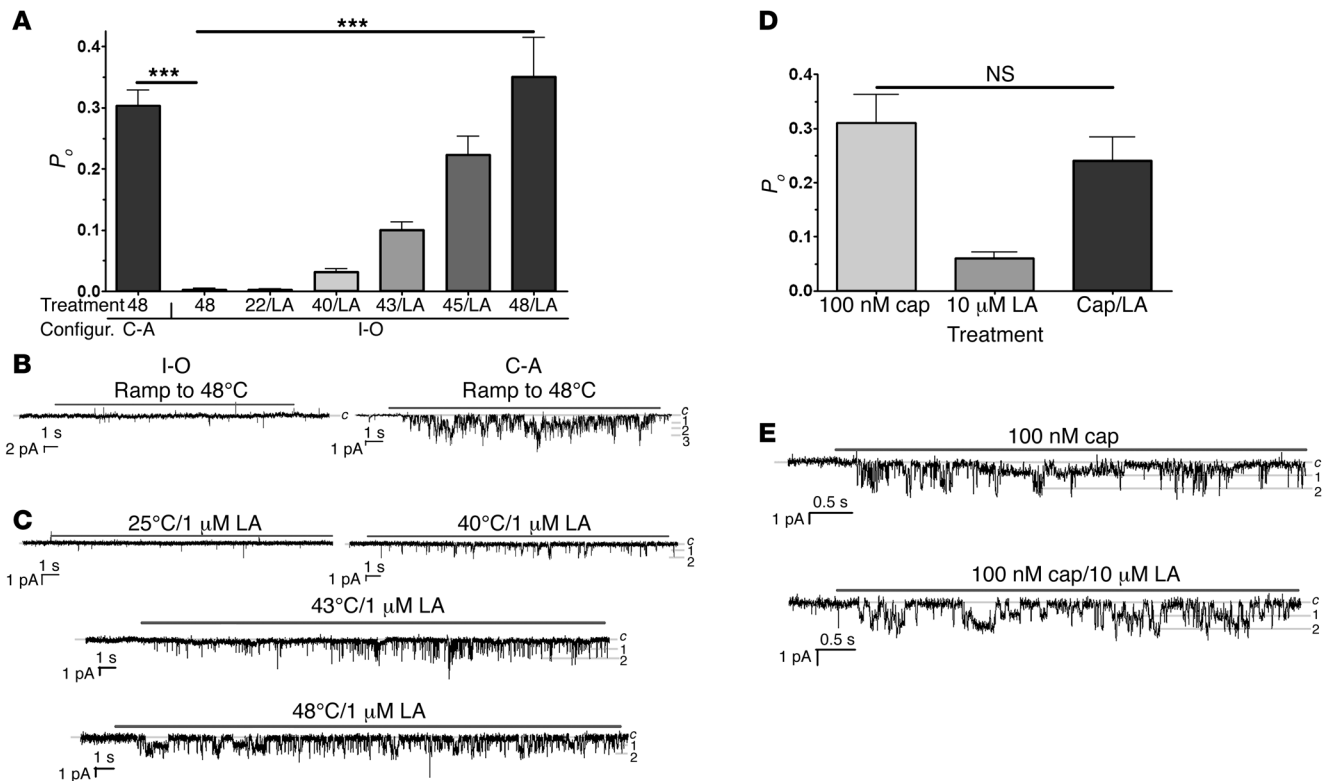 A
***
***
0.4
0.3
0.2
0.1
0.0
Po
Treatment 48 48 22/LA 40/LA 43/LA 45/LA 48/LA
Configur. C-A I-O
B
I-O
Ramp to 48°C
c
1 s
2 pA
C-A
Ramp to 48°C
c
1
2
3
1 s
1 pA
C
25°C/1 μM LA
1 s
1 pA
40°C/1 μM LA
c
1
2
1 s
1 pA
43°C/1 μM LA
c
1
2
1 s
1 pA
48°C/1 μM LA
c
1
2
1 s
1 pA
D
NS
0.4
0.3
0.2
0.1
0.0
Po
100 nM cap 10 μM LA Cap/LA
Treatment
E
100 nM cap
c
1
2
0.5 s
1 pA
100 nM cap/10 μM LA
c
1
2
0.5 s
1 pA